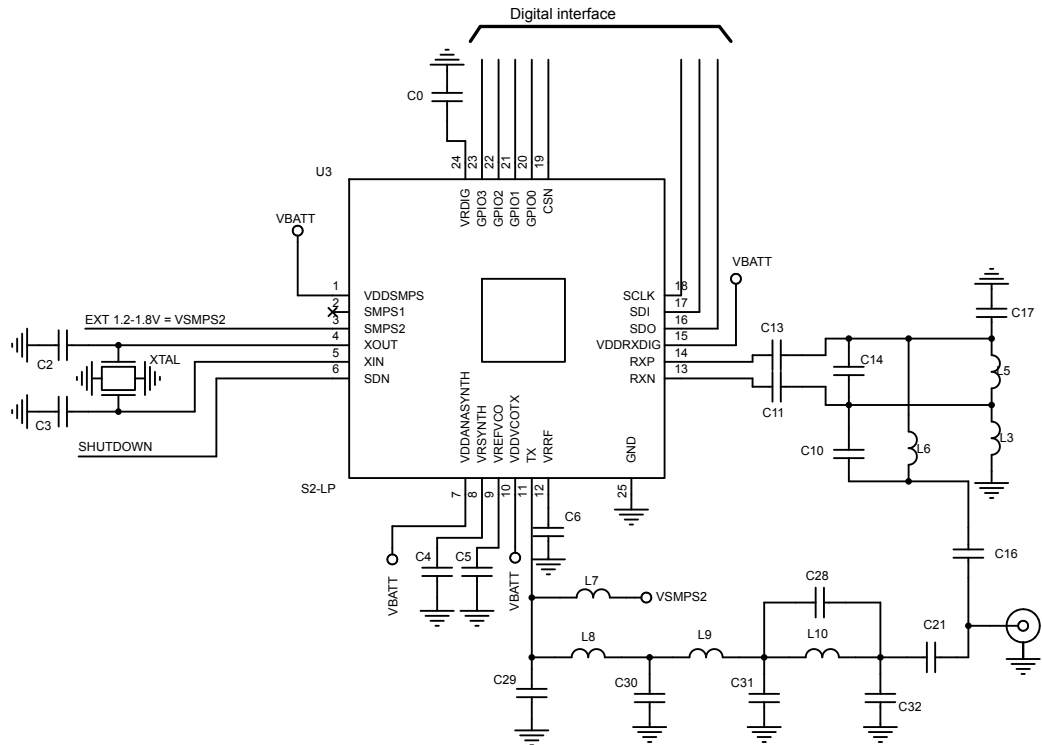 Digital interface
C0
24
23
22
21
20
19
U3
VRDIG
GPIO3
GPIO2
GPIO1
GPIO0
CSN
VBATT
VBATT
1
VDDSMPS
2
SMPS1
3
SMPS2
4
XOUT
5
XIN
6
SDN
EXT 1.2-1.8V = VSMPS2
C2
XTAL
C3
SHUTDOWN
SCLK
18
SDI
17
SDO
16
VDDRXDIG
15
RXP
14
RXN
13
C13
C11
C17
C14
L5
C10
L6
L3
VDDANASYNTH
VRSYNTH
VREFVCO
VDDVCOTX
TX
VRRF
GND
S2-LP
7
8
9
10
11
12
25
C6
C4
C5
VBATT
VBATT
C16
L7
VSMPS2
C28
L8
L9
L10
C21
C29
C30
C31
C32